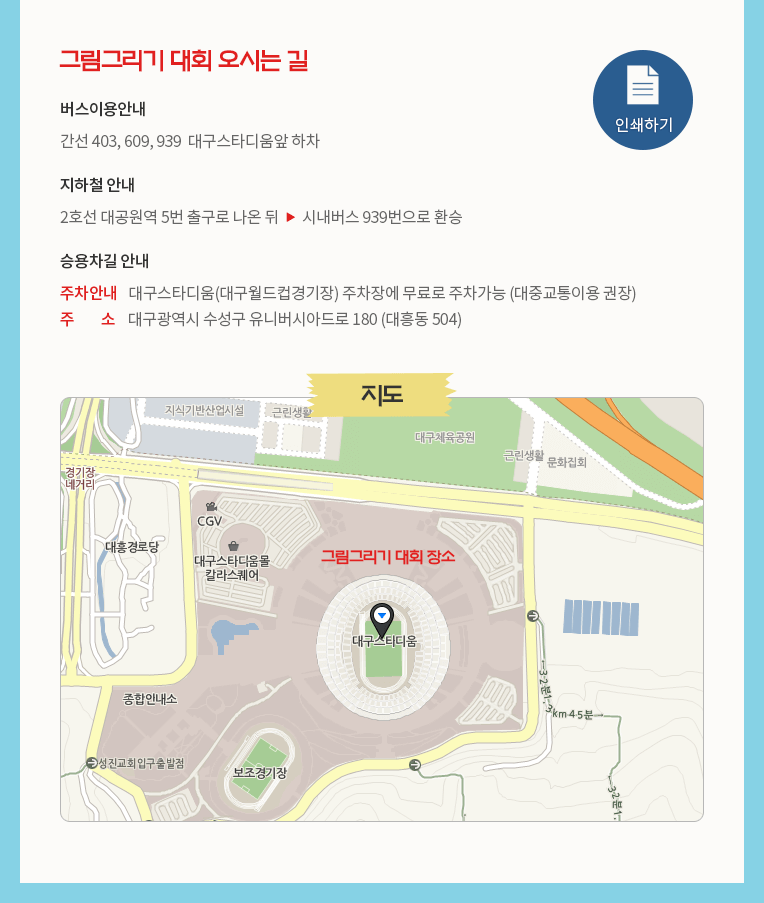 그림그리기 대회 오시는 길
인쇄하기
버스이용안내
간선 403, 609, 939 대구스타디움앞 하차
지하철 안내
2호선 대공원역 5번 출구로 나온 뒤 ▶ 시내버스 939번으로 환승
승용차길 안내
주차안내 대구스타디움(대구월드컵경기장) 주차장에 무료로 주차가능 (대중교통이용 권장)
주 소 대구광역시 수성구 유니버시아드로 180 (대흥동 504)
지도
지식기반산업시설
근린생활
대구체육공원
근린생활
문화집회
경기장
네거리
CGV
대흥경로당
대구스타디움몰
칼라스퀘어
그림그리기 대회 장소
대구스타디움
종합안내소
성진교회입구출발점
보조경기장
←3.2분1.3km45분→
←3.2분1.